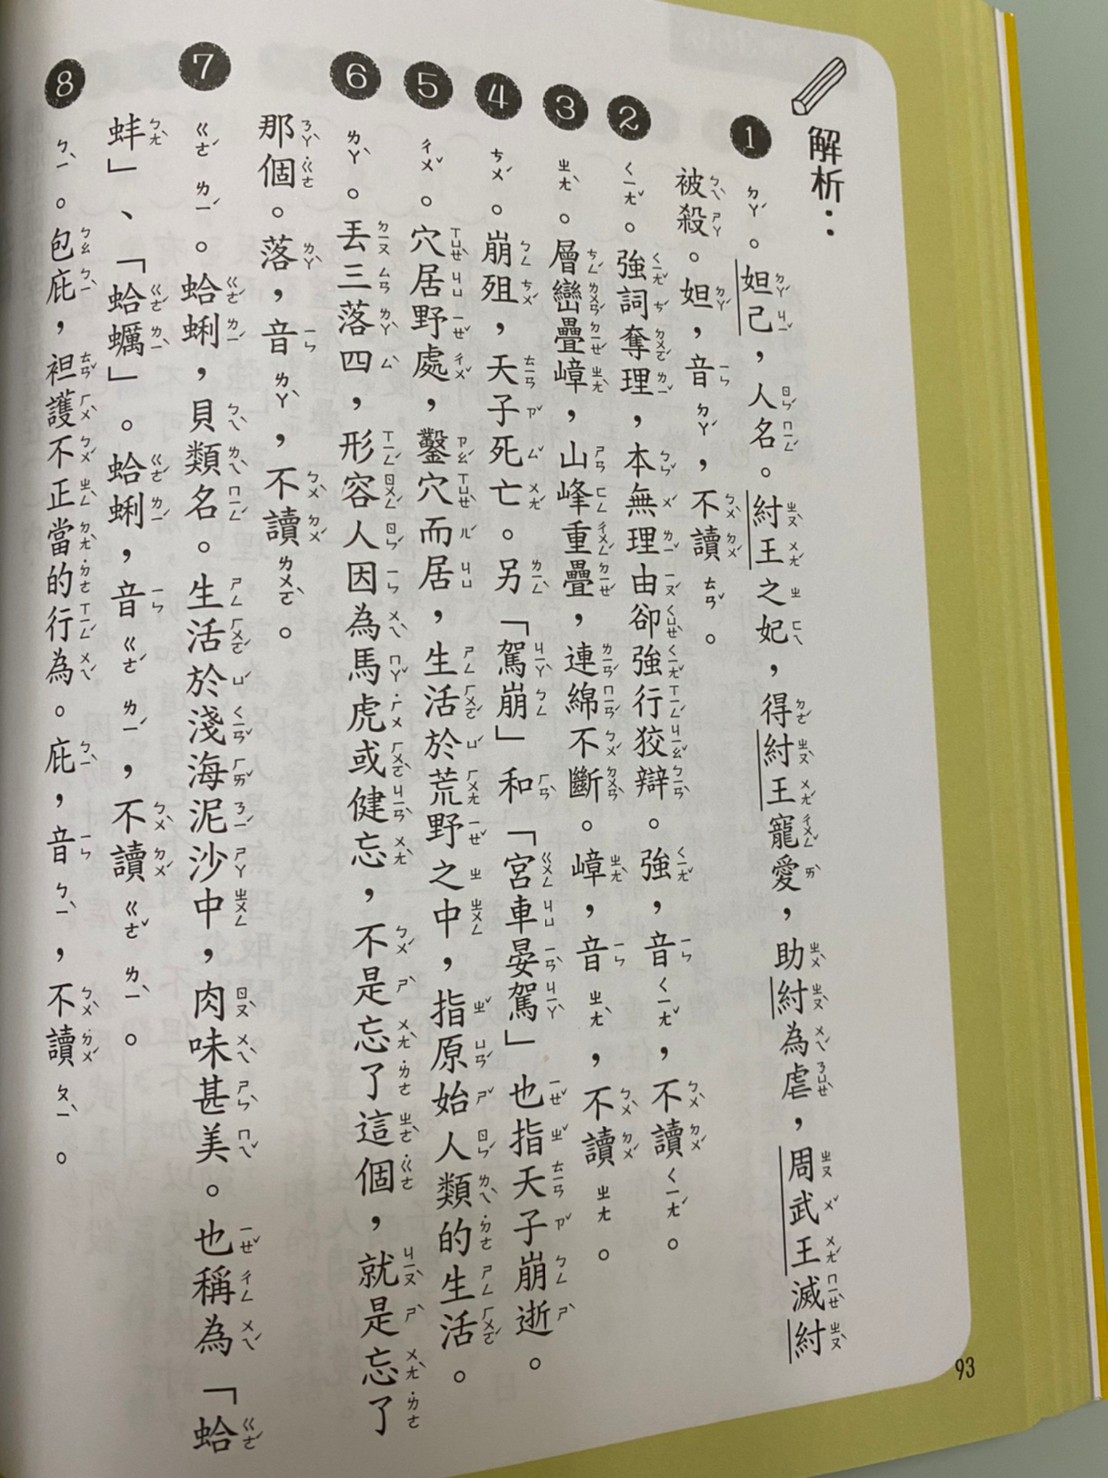 解析：
❶ ㄉㄚˊ。妲己，人名。紂王之妃，得紂王寵愛，助紂為虐，周武王滅紂
被殺。妲，音ㄉㄚˊ，不讀ㄊㄢˇ。
❷ ㄑㄧㄤˇ。強詞奪理，本無理由卻強行狡辯。強，音ㄑㄧㄤˇ，不讀ㄑㄧㄤˊ。
❸ ㄓㄤˋ。層巒疊嶂，山峰重疊，連綿不斷。嶂，音ㄓㄤˋ，不讀ㄓㄤ。
❹ ㄘㄨˊ。崩殂，天子死亡。另「駕崩」和「宮車晏駕」也指天子崩逝。
❺ ㄔㄨˇ。穴居野處，鑿穴而居，生活於荒野之中，指原始人類的生活。
❻ ㄌㄚˋ。丟三落四，形容人因為馬虎或健忘，不是忘了這個，就是忘了
那個。落，音ㄌㄚˋ，不讀ㄌㄨㄛˋ。
❼ ㄍㄜˊ ㄌㄧˊ。蛤蜊，貝類名。生活於淺海泥沙中，肉味甚美。也稱為「蛤
蚌」、「蛤蠣」。蛤蜊，音ㄍㄜˊ ㄌㄧˊ，不讀ㄍㄜˇ ㄌㄧˋ。
❽ ㄅㄧˋ。包庇，袒護不正當的行為。庇，音ㄅㄧˋ，不讀ㄆㄧˋ。
93